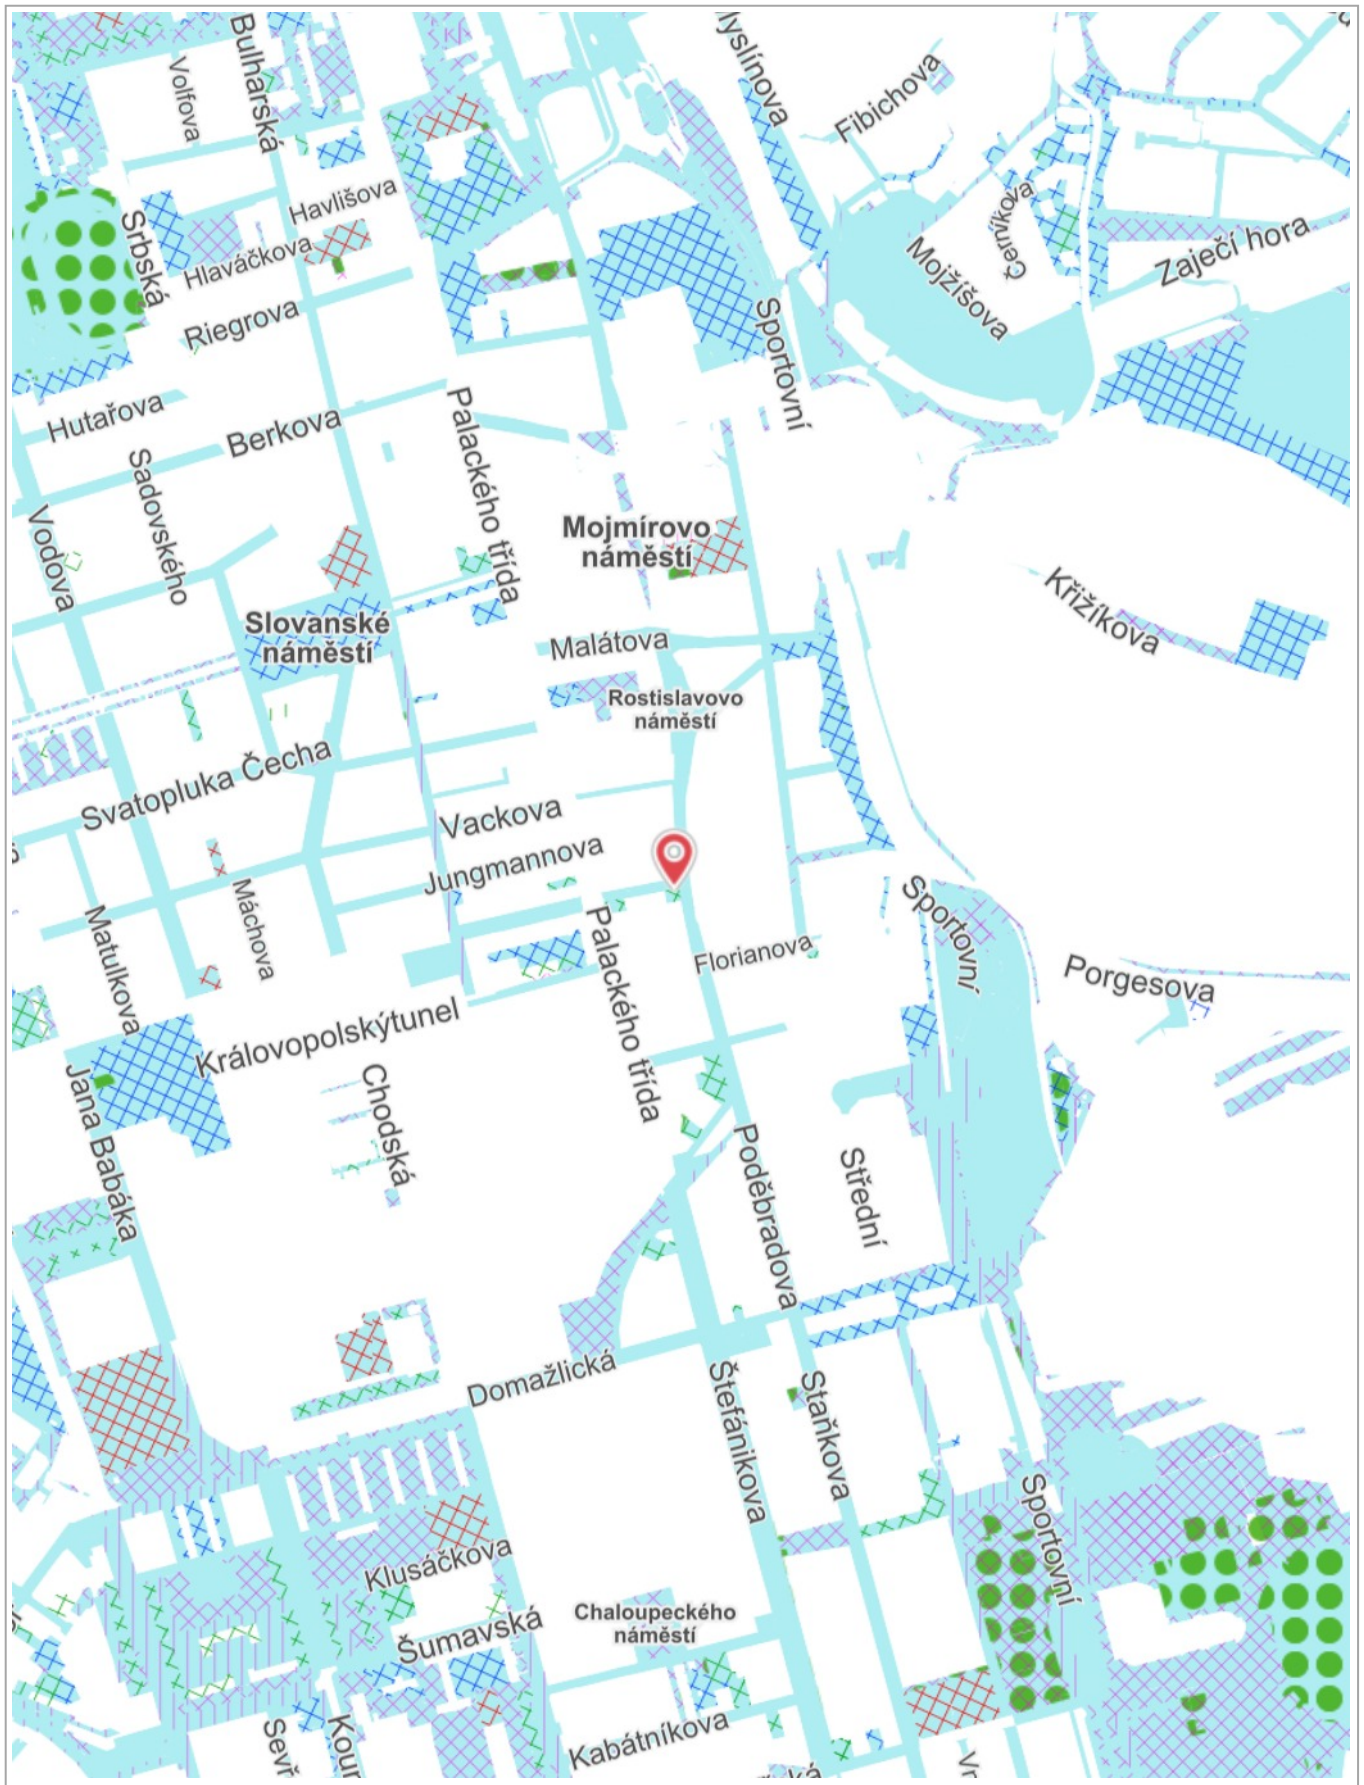 Bulharská
Volfova
Fibichova
Havlišova
Černíkova
Srbská
Hlaváčkova
Zaječí hora
Mojžíšova
Riegrova
Sportovní
Hutařova
Berkova
Palackého třída
Sadovského
Vodova
Mojmírovo
náměstí
Křižíkova
Slovanské
náměstí
Malátova
Rostislavovo
náměstí
Svatopluka Čecha
Vackova
Jungmannova
Máchova
Matulkova
Palackého třída
Sportovní
Florianova
Porgesova
Královopolskýtunel
Chodská
Jana Babáka
Poděbradova
Střední
Domažlická
Štefánikova
Staňkova
Sportovní
Klusáčkova
Chaloupeckého
náměstí
Šumavská
Kabátníkova